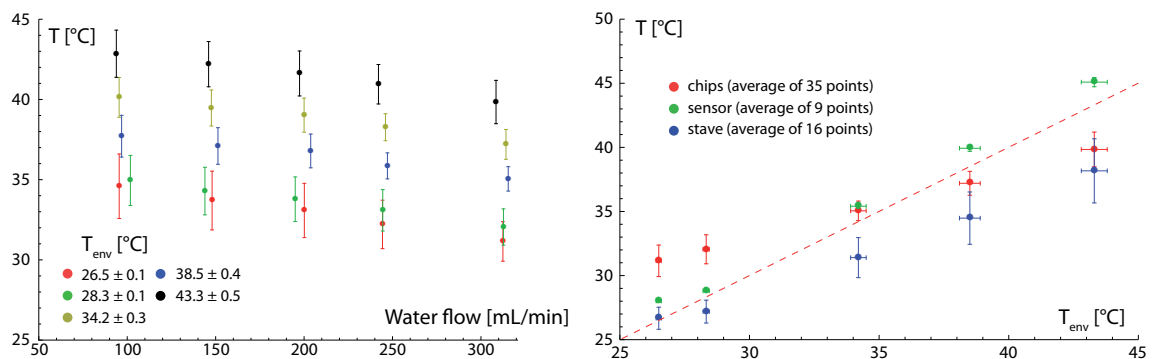 T [°C]
45
40
35
30
25
50
100
150
200
250
300
Water flow [mL/min]
T_env [°C]
26.5 ± 0.1
38.5 ± 0.4
28.3 ± 0.1
43.3 ± 0.5
34.2 ± 0.3
T [°C]
50
45
40
35
30
25
25
30
35
40
45
T_env [°C]
chips (average of 35 points)
sensor (average of 9 points)
stave (average of 16 points)